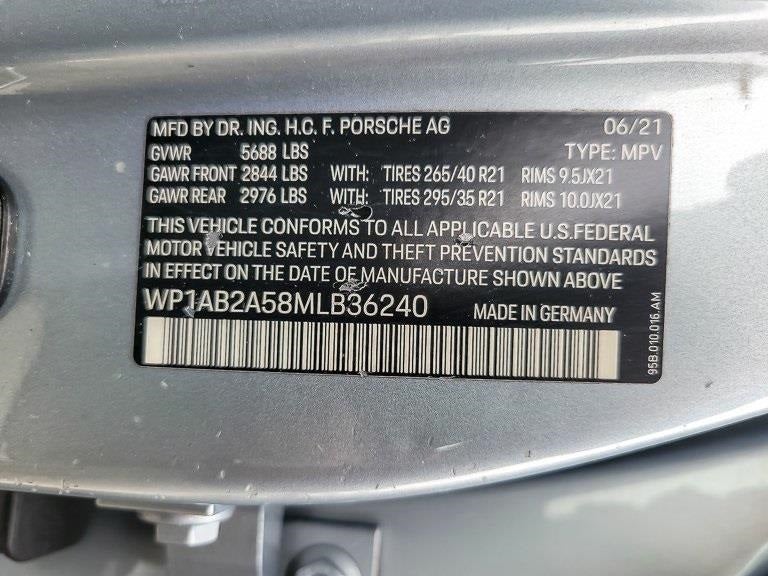 MFD BY DR. ING. H.C. F. PORSCHE AG 06/21
GVWR 5688 LBS TYPE: MPV
GAWR FRONT 2844 LBS WITH: TIRES 265/40 R21 RIMS 9.5JX21
GAWR REAR 2976 LBS WITH: TIRES 295/35 R21 RIMS 10.0JX21
THIS VEHICLE CONFORMS TO ALL APPLICABLE U.S.FEDERAL
MOTOR VEHICLE SAFETY AND THEFT PREVENTION STANDARDS
IN EFFECT ON THE DATE OF MANUFACTURE SHOWN ABOVE
WP1AB2A58MLB36240 MADE IN GERMANY
95B.010.016.AM